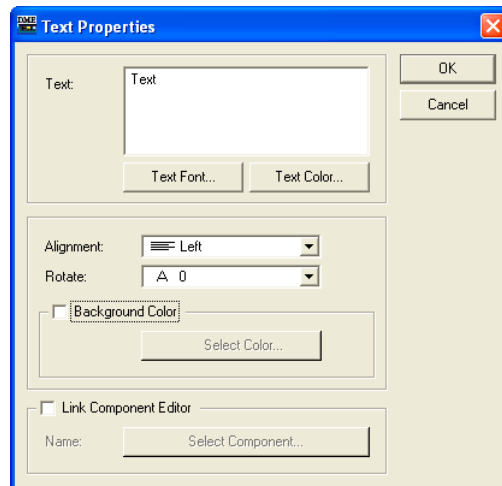 DME
Text Properties
Text:
Text
OK
Cancel
Text Font...
Text Color...
Alignment:
Left
Rotate:
A 0
Background Color
Select Color...
Link Component Editor
Name:
Select Component...